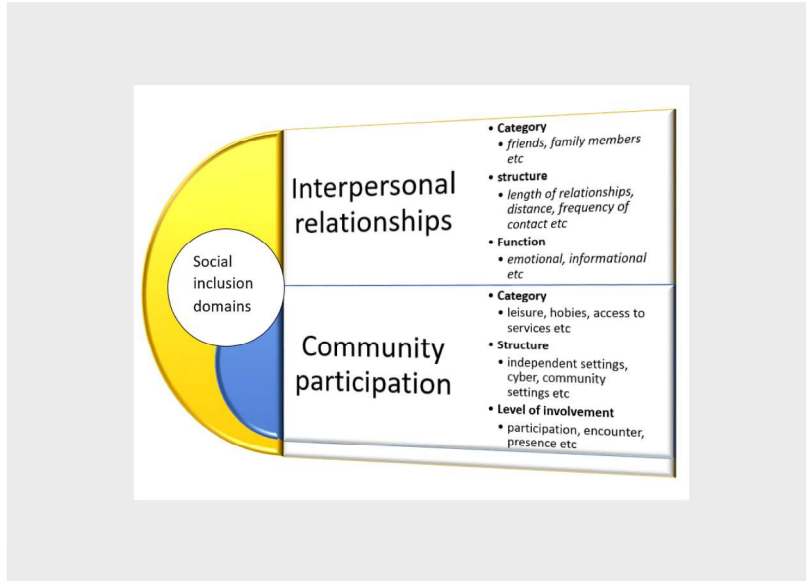 Social
inclusion
domains
Interpersonal
relationships
• Category
• friends, family members
etc
• structure
• length of relationships,
distance, frequency of
contact etc
• Function
• emotional, informational
etc
Community
participation
• Category
• leisure, hobies, access to
services etc
• Structure
• independent settings,
cyber, community
settings etc
• Level of involvement
• participation, encounter,
presence etc